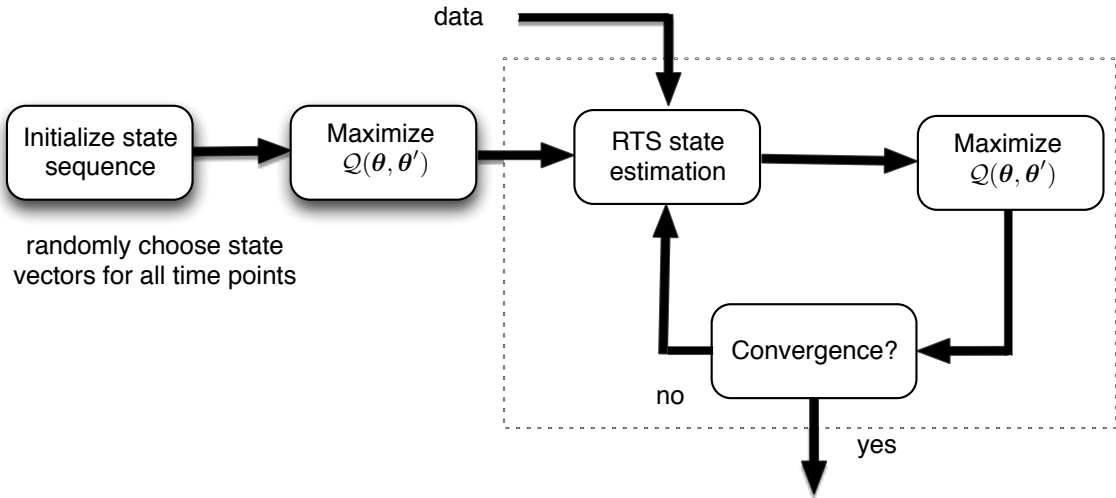 data
Initialize state
sequence
Maximize
𝒬(𝜽, 𝜽′)
RTS state
estimation
Maximize
𝒬(𝜽, 𝜽′)
randomly choose state
vectors for all time points
Convergence?
no
yes